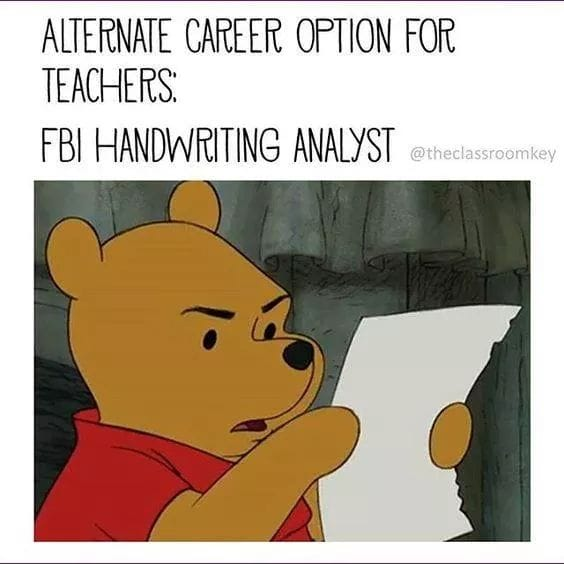 ALTERNATE CAREER OPTION FOR
TEACHERS:
FBI HANDWRITING ANALYST @theclassroomkey